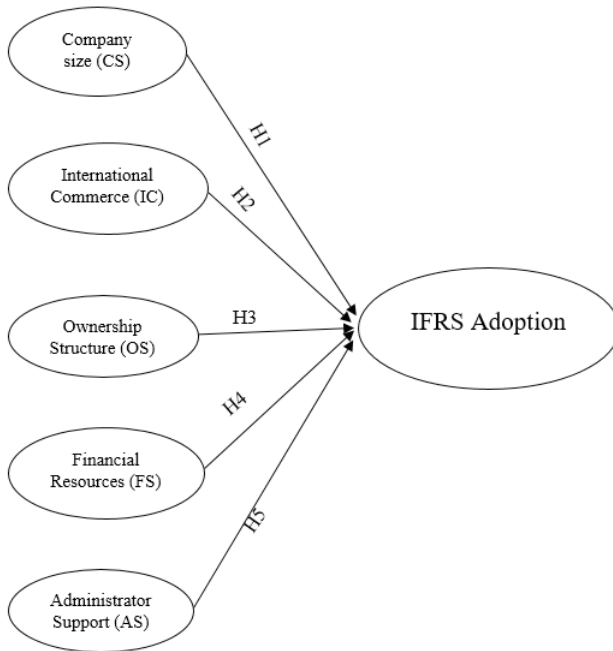 Company
size (CS)
H1
International
Commerce (IC)
H2
Ownership
Structure (OS)
H3
IFRS Adoption
Financial
Resources (FS)
H4
Administrator
Support (AS)
H5